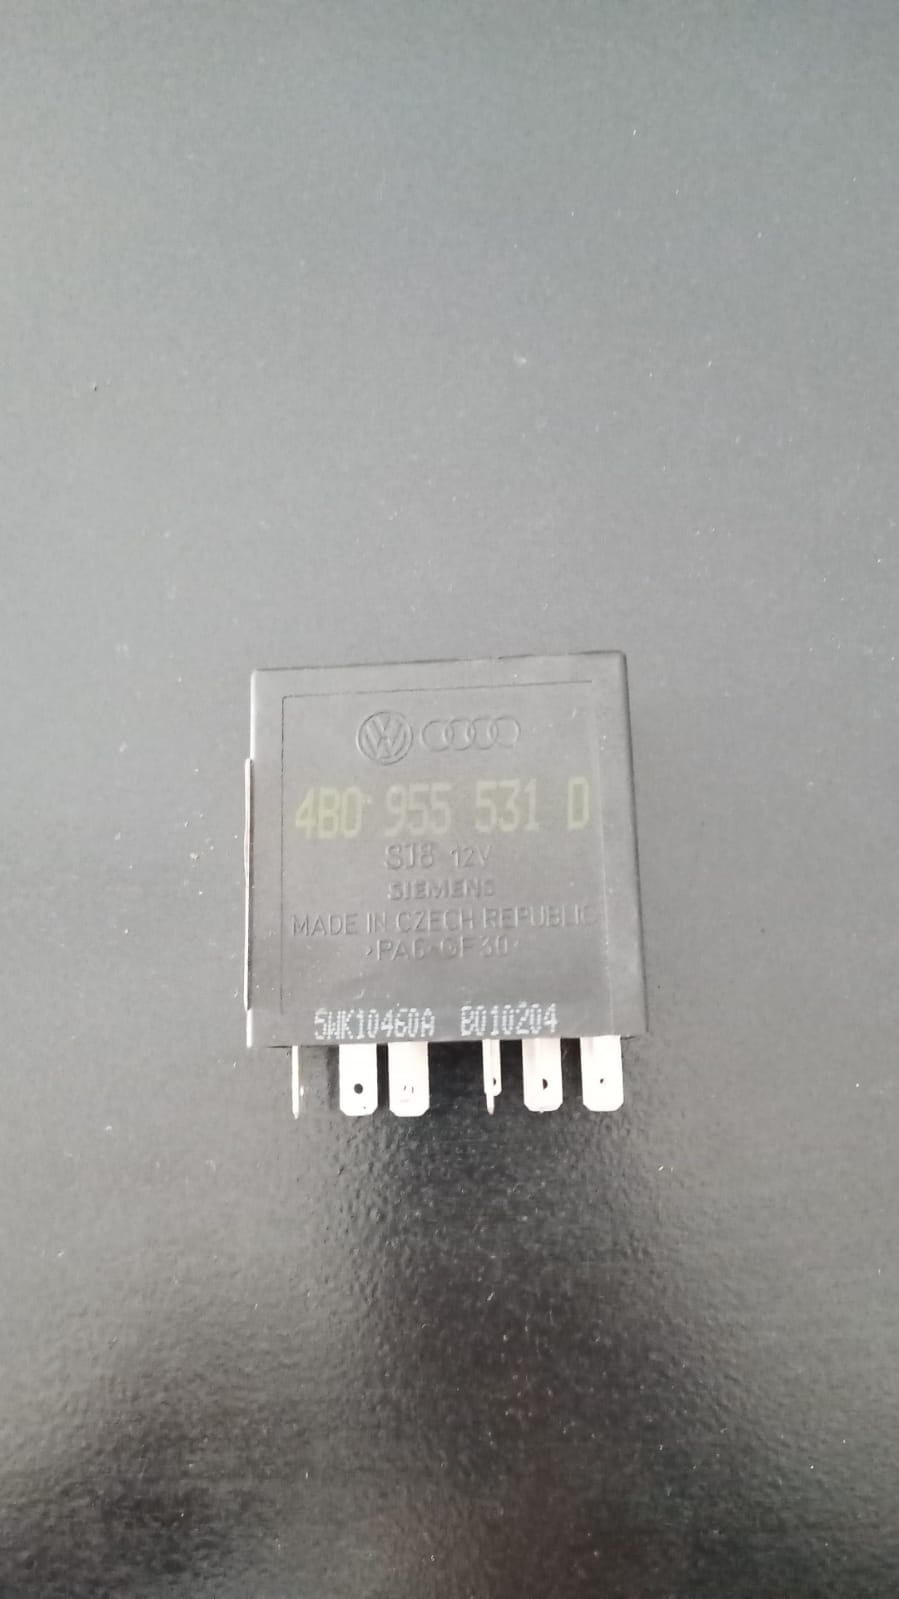 4B0 955 531 D
SJ8 12V
SIEMENS
MADE IN CZECH REPUBLIC
>PA6-GF30<
5WK10460A B010204